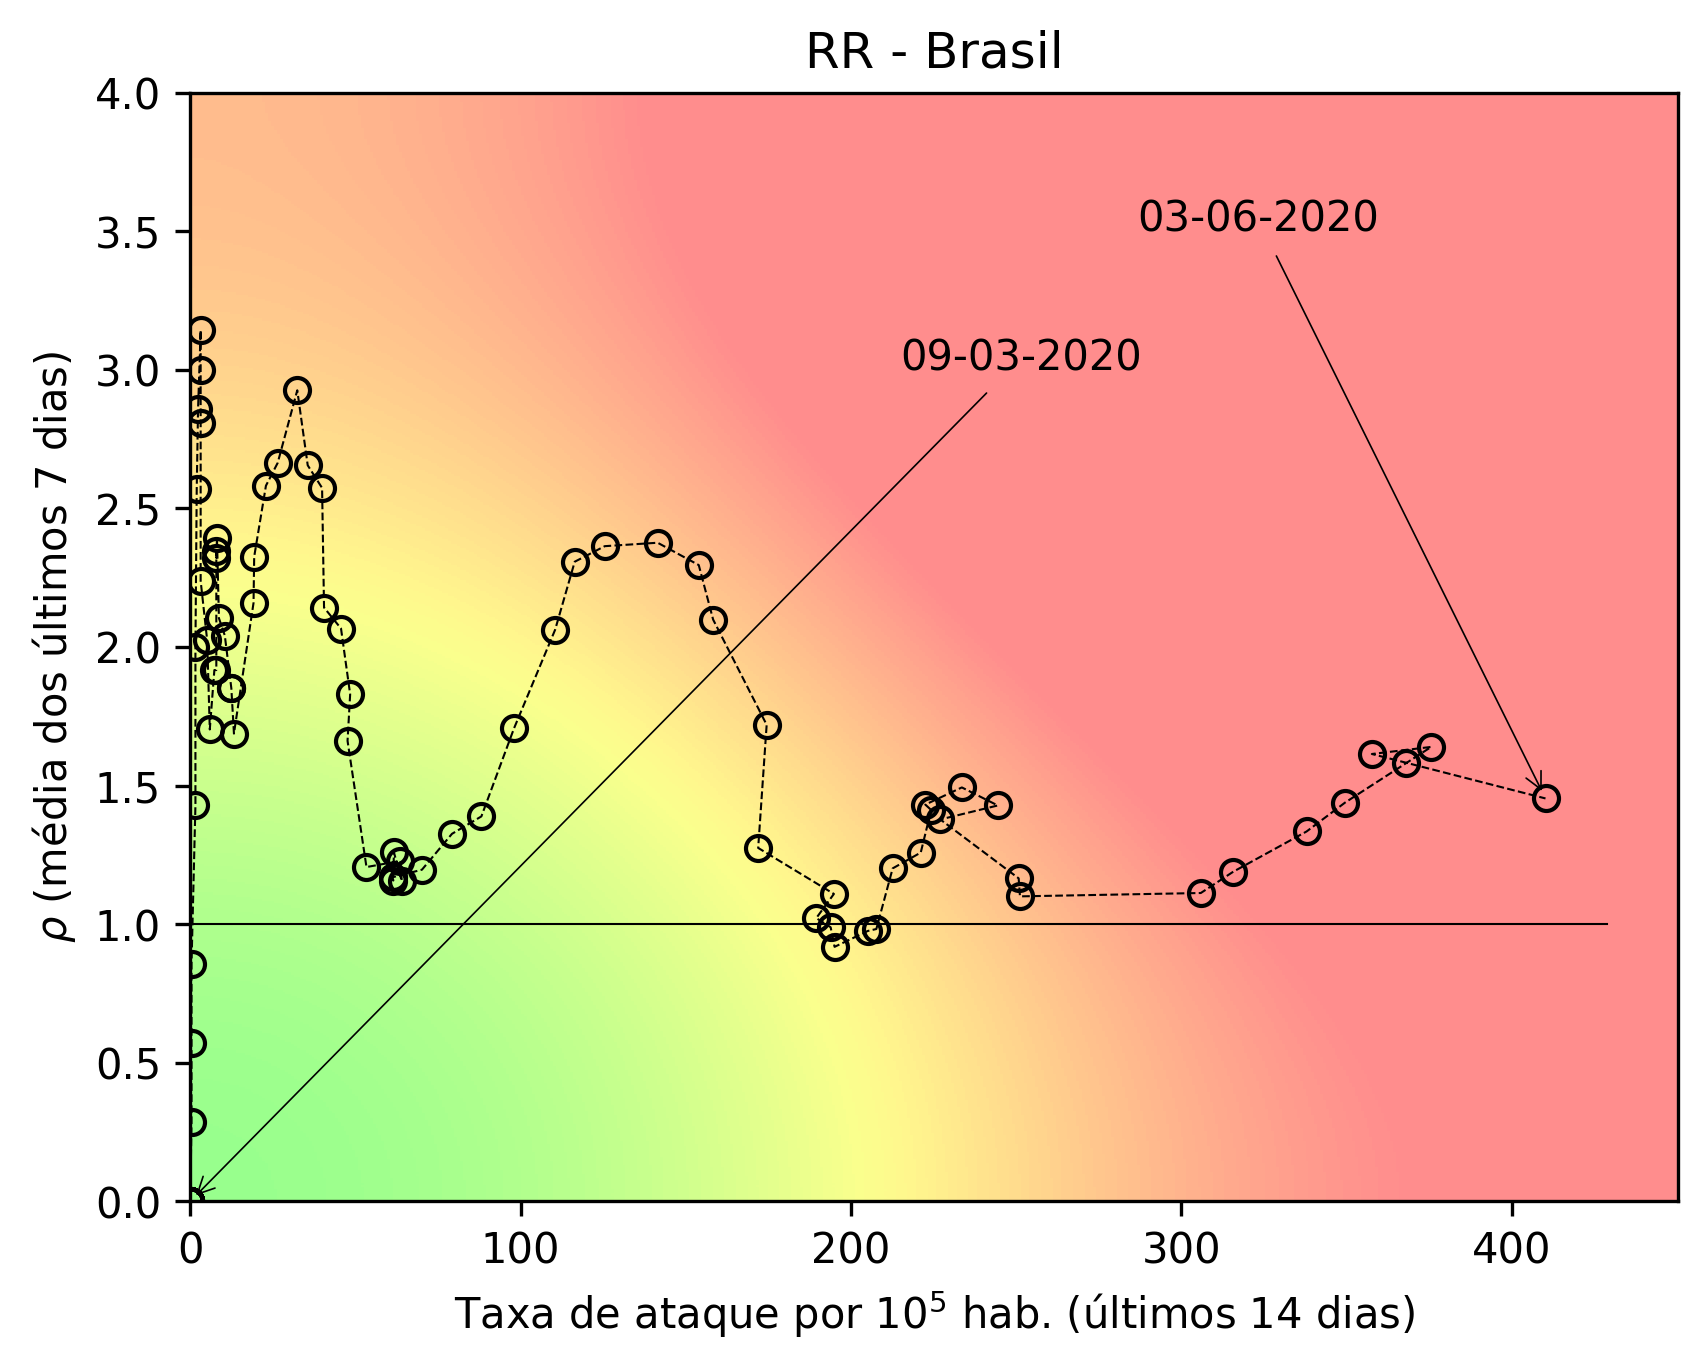 RR - Brasil
4.0
3.5
3.0
2.5
2.0
1.5
1.0
0.5
0.0
ρ (média dos últimos 7 dias)
03-06-2020
09-03-2020
0 100 200 300 400
Taxa de ataque por 10⁵ hab. (últimos 14 dias)